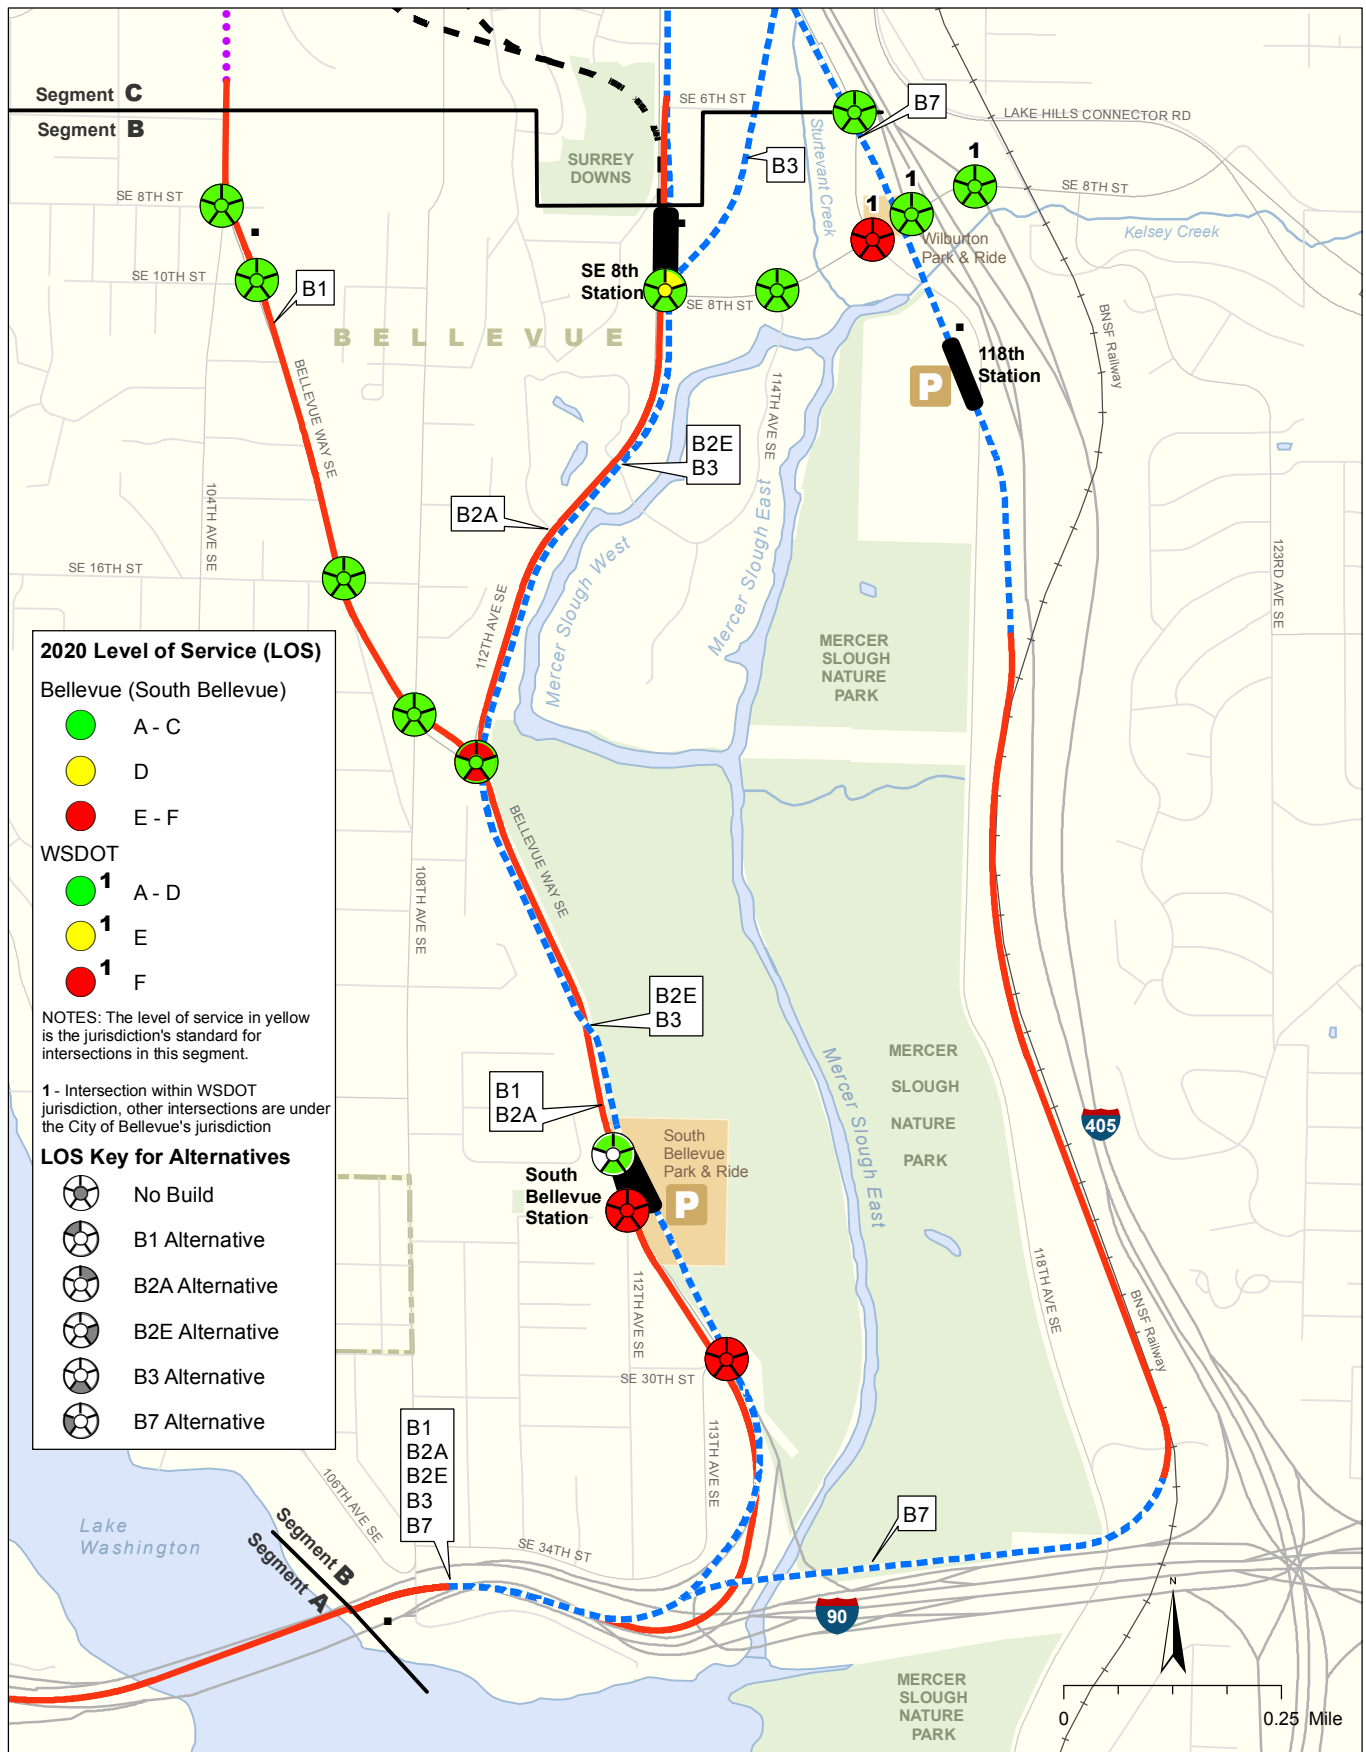 Segment C
Segment B
SE 6TH ST
B7
LAKE HILLS CONNECTOR RD
SURREY
DOWNS
Sturtevant Creek
B3
1
1
1
SE 8TH ST
SE 8TH ST
Kelsey Creek
Wilburton
Park & Ride
SE 10TH ST
B1
SE 8th
Station
SE 8TH ST
BELLEVUE
BNSF Railway
118th
Station
P
BELLEVUE WAY SE
114TH AVE SE
B2E
B3
B2A
104TH AVE SE
Mercer Slough East
Mercer Slough West
123RD AVE SE
SE 16TH ST
112TH AVE SE
MERCER
SLOUGH
NATURE
PARK
2020 Level of Service (LOS)
Bellevue (South Bellevue)
A - C
D
E - F
WSDOT
1 A - D
1 E
1 F
NOTES: The level of service in yellow
is the jurisdiction's standard for
intersections in this segment.
1 - Intersection within WSDOT
jurisdiction, other intersections are under
the City of Bellevue's jurisdiction
LOS Key for Alternatives
No Build
B1 Alternative
B2A Alternative
B2E Alternative
B3 Alternative
B7 Alternative
BELLEVUE WAY SE
108TH AVE SE
B2E
B3
B1
B2A
Mercer Slough East
MERCER
SLOUGH
NATURE
PARK
405
South
Bellevue
Park & Ride
P
South
Bellevue
Station
112TH AVE SE
118TH AVE SE
BNSF Railway
SE 30TH ST
113TH AVE SE
B1
B2A
B2E
B3
B7
106TH AVE SE
B7
Lake
Washington
Segment B
Segment A
SE 34TH ST
90
N
MERCER
SLOUGH
NATURE
PARK
0 0.25 Mile